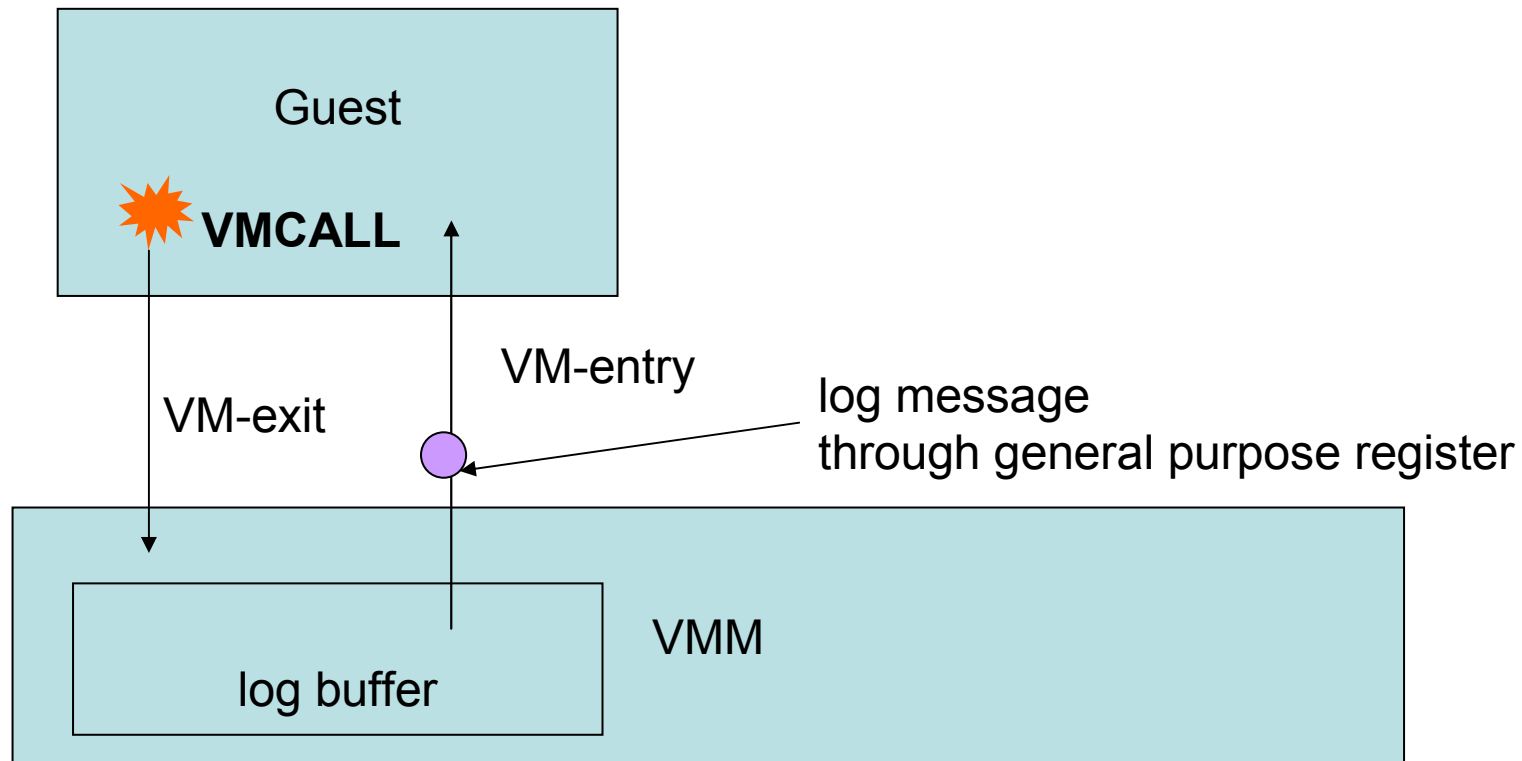 Guest
VMCALL
VM-entry
VM-exit
log message
through general purpose register
VMM
log buffer